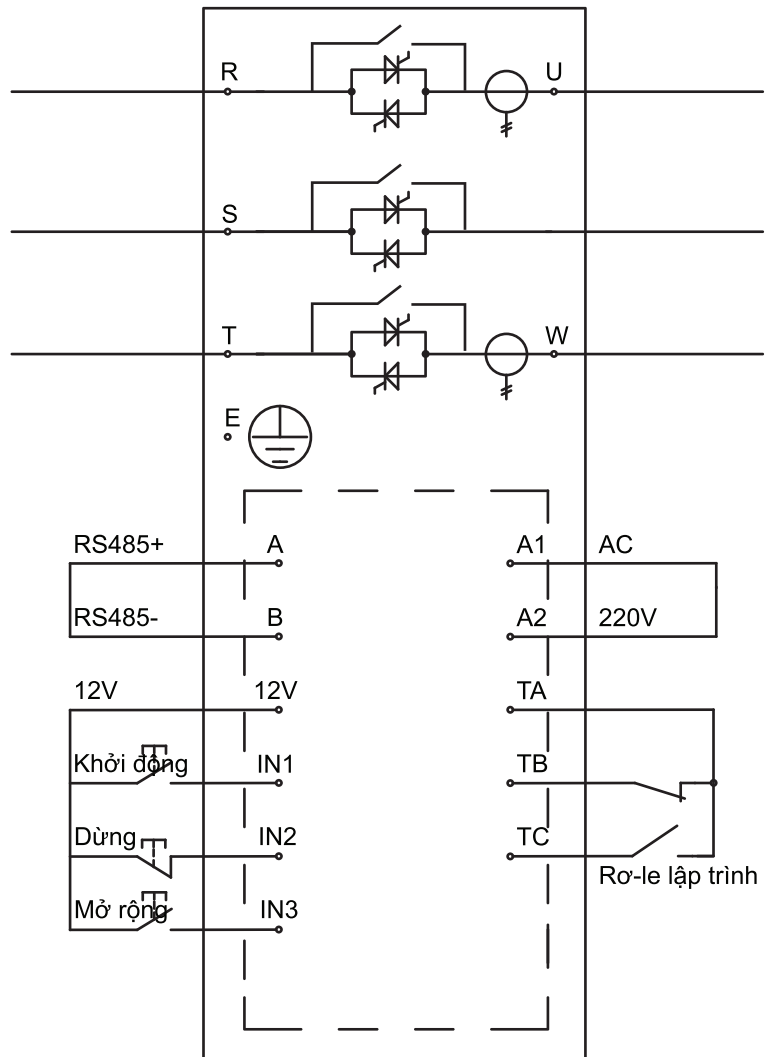 R U
S
T W
E
RS485+ A A1 AC
RS485- B A2 220V
12V 12V TA
Khởi động IN1 TB
Dừng IN2 TC
Rơ-le lập trình
Mở rộng IN3